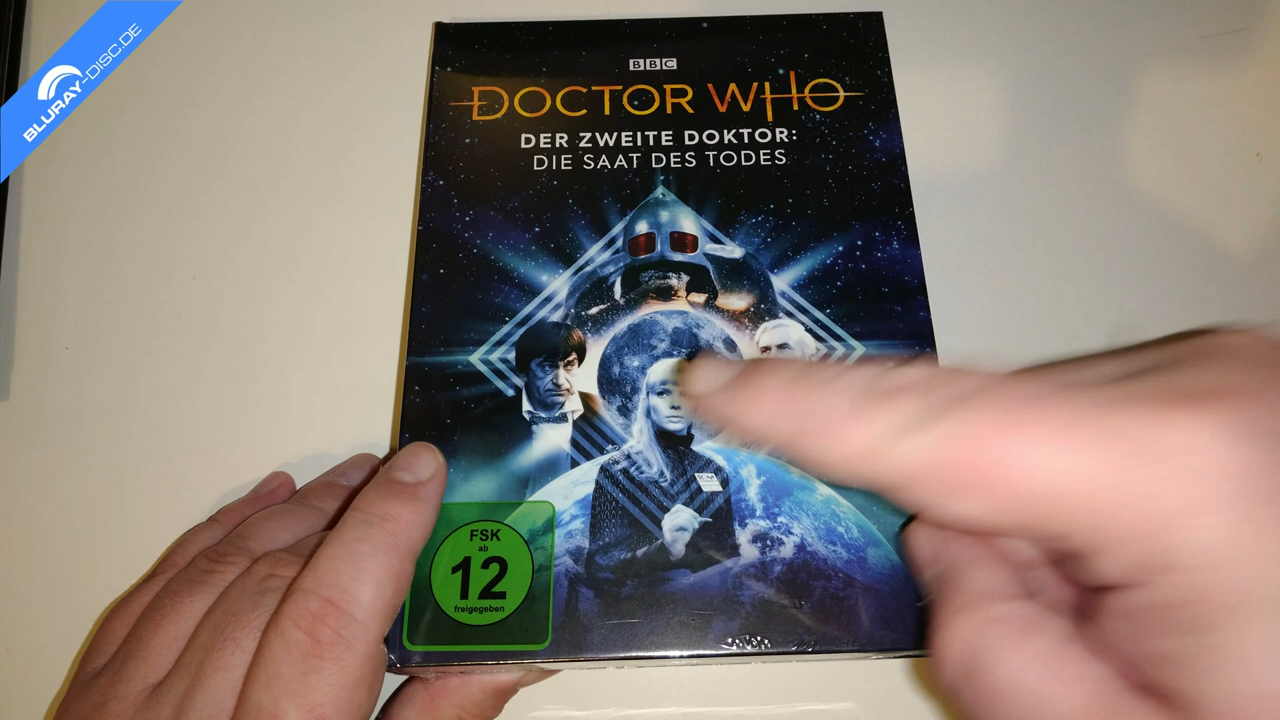 BLURAY-DISC.DE
BBC
DOCTOR WHO
DER ZWEITE DOKTOR:
DIE SAAT DES TODES
FSK
ab
12
freigegeben